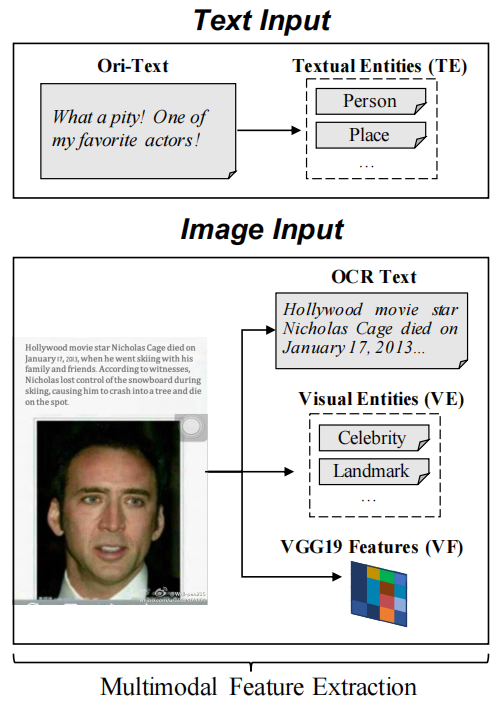 Text Input
Ori-Text
Textual Entities (TE)
What a pity! One of
my favorite actors!
Person
Place
...
Image Input
OCR Text
Hollywood movie star
Nicholas Cage died on
January 17, 2013...
Hollywood movie star Nicholas Cage died on
January 17, 2013, when he went skiing with his
family and friends. According to witnesses,
Nicholas lost control of the snowboard during
skiing, causing him to crash into a tree and die
on the spot.
Visual Entities (VE)
Celebrity
Landmark
...
VGG19 Features (VF)
Multimodal Feature Extraction